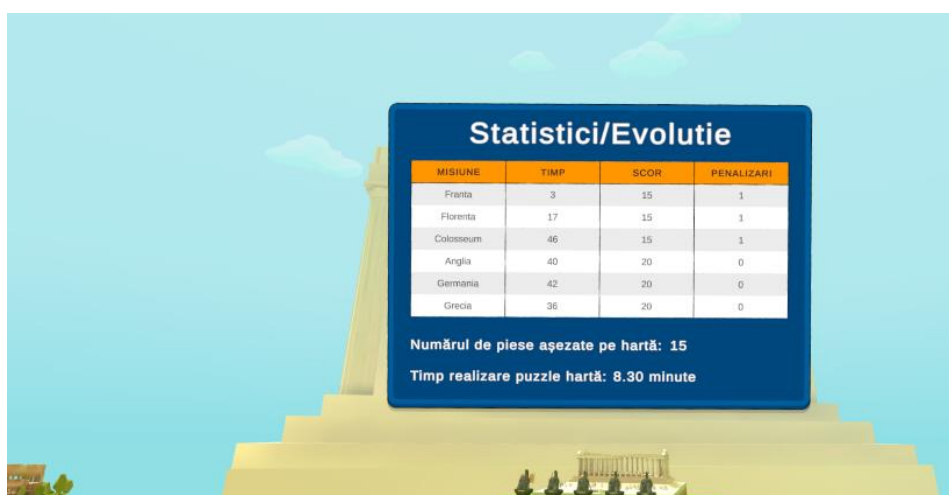 Statistici/Evolutie
MISIUNE TIMP SCOR PENALIZARI
Franta 3 15 1
Florenta 17 15 1
Colosseum 46 15 1
Anglia 40 20 0
Germania 42 20 0
Grecia 36 20 0
Numărul de piese așezate pe hartă: 15
Timp realizare puzzle hartă: 8.30 minute